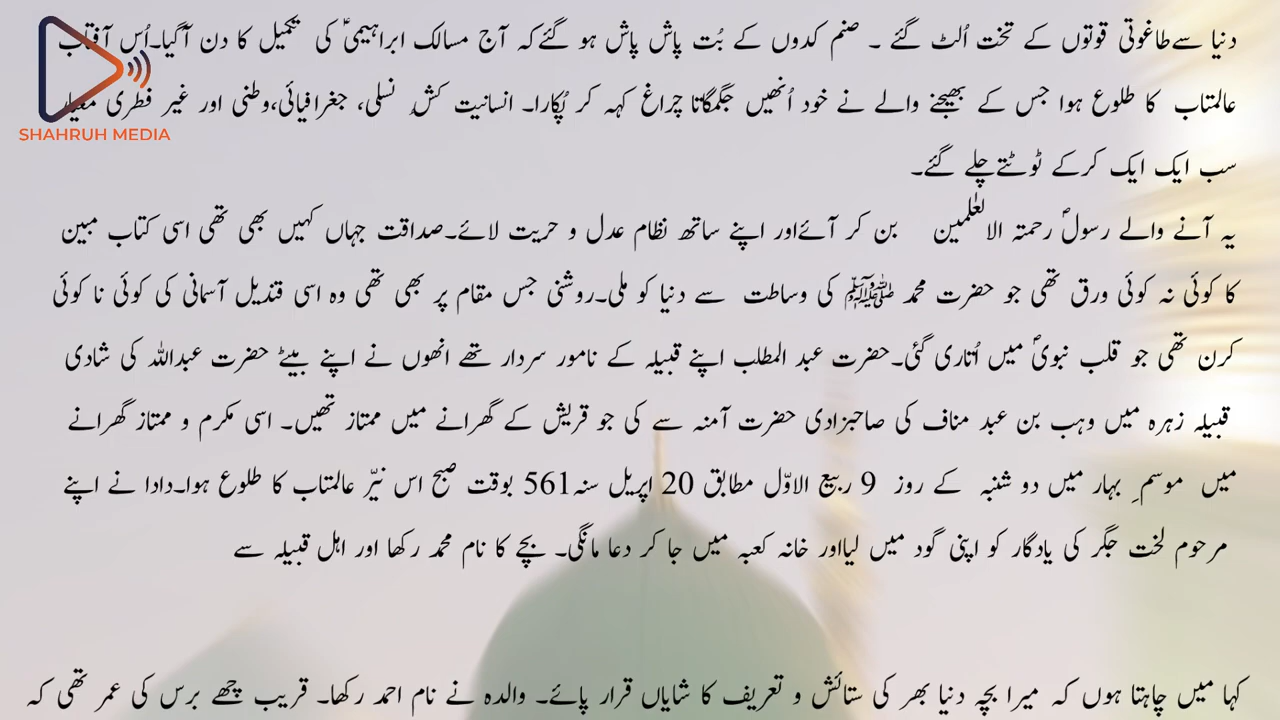 دنیا سے طاغوتی قوتوں کے تخت اُلٹ گئے ۔ صنم کدوں کے بُت پاش پاش ہو گئے کہ آج مسالک ابراہیمیؑ کی تکمیل کا دن آگیا۔اُس آفتاب
عالمتاب کا طلوع ہوا جس کے بھیجنے والے نے خود اُنھیں جگمگاتا چراغ کہہ کر پُکارا۔ انسانیت کش، نسلی، جغرافیائی،وطنی اور غیر فطری معیار
SHAHRUH MEDIA
سب ایک ایک کرکے ٹوٹتے چلے گئے۔
یہ آنے والے رسولؐ رحمتہ الالعٰلمین بن کر آئے اور اپنے ساتھ نظام عدل و حریت لائے۔صداقت جہاں کہیں بھی تھی اسی کتاب مبین
کا کوئی نہ کوئی ورق تھی جو حضرت محمد ﷺ کی وساطت سے دنیا کو ملی۔روشنی جس مقام پر بھی تھی وہ اسی قندیل آسمانی کی کوئی نا کوئی
کرن تھی جو قلب نبویؐ میں اُتاری گئی۔حضرت عبد المطلب اپنے قبیلہ کے نامور سردار تھے انھوں نے اپنے بیٹے حضرت عبداللہ کی شادی
قبیلہ زہرہ میں وہب بن عبد مناف کی صاحبزادی حضرت آمنہ سے کی جو قریش کے گھرانے میں ممتاز تھیں۔ اسی مکرم و ممتاز گھرانے
میں موسمِ بہار میں دو شنبہ کے روز 9 ربیع الاوّل مطابق 20 اپریل سنہ561 بوقت صبح اس نیّر عالمتاب کا طلوع ہوا۔دادا نے اپنے
مرحوم لخت جگر کی یادگار کو اپنی گود میں لیااور خانہ کعبہ میں جا کر دعا مانگی۔ بچے کا نام محمد رکھا اور اہل قبیلہ سے
کہا میں چاہتا ہوں کہ میرا بچہ دنیا بھر کی ستائش و تعریف کا شایاں قرار پائے۔ والدہ نے نام احمد رکھا۔ قریب چھے برس کی عمر تھی کہ